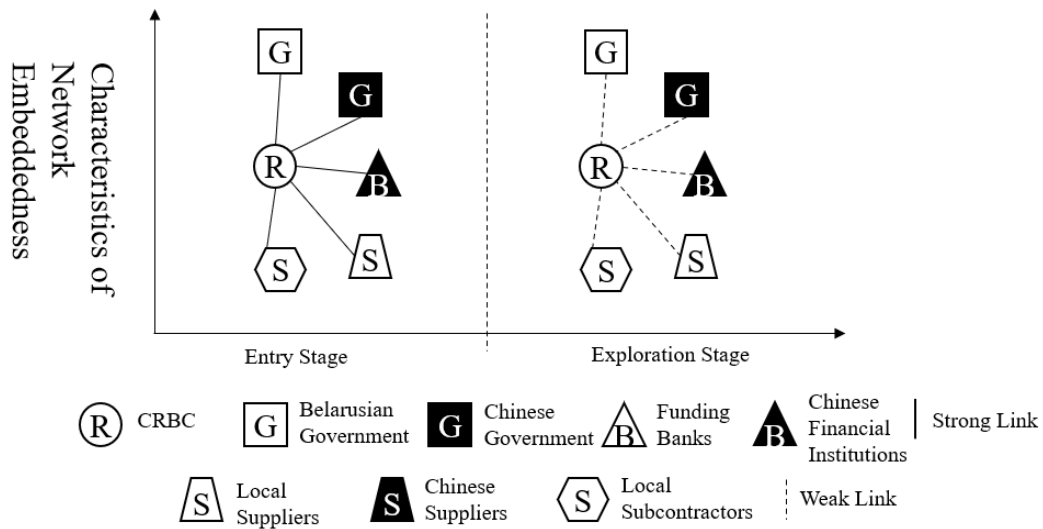 Characteristics of
Network
Embeddedness
G
G
R
B
S
S
G
G
R
B
S
S
Entry Stage
Exploration Stage
R
CRBC
G
Belarusian
Government
G
Chinese
Government
B
Funding
Banks
B
Chinese
Financial
Institutions
Strong Link
S
Local
Suppliers
S
Chinese
Suppliers
S
Local
Subcontractors
Weak Link